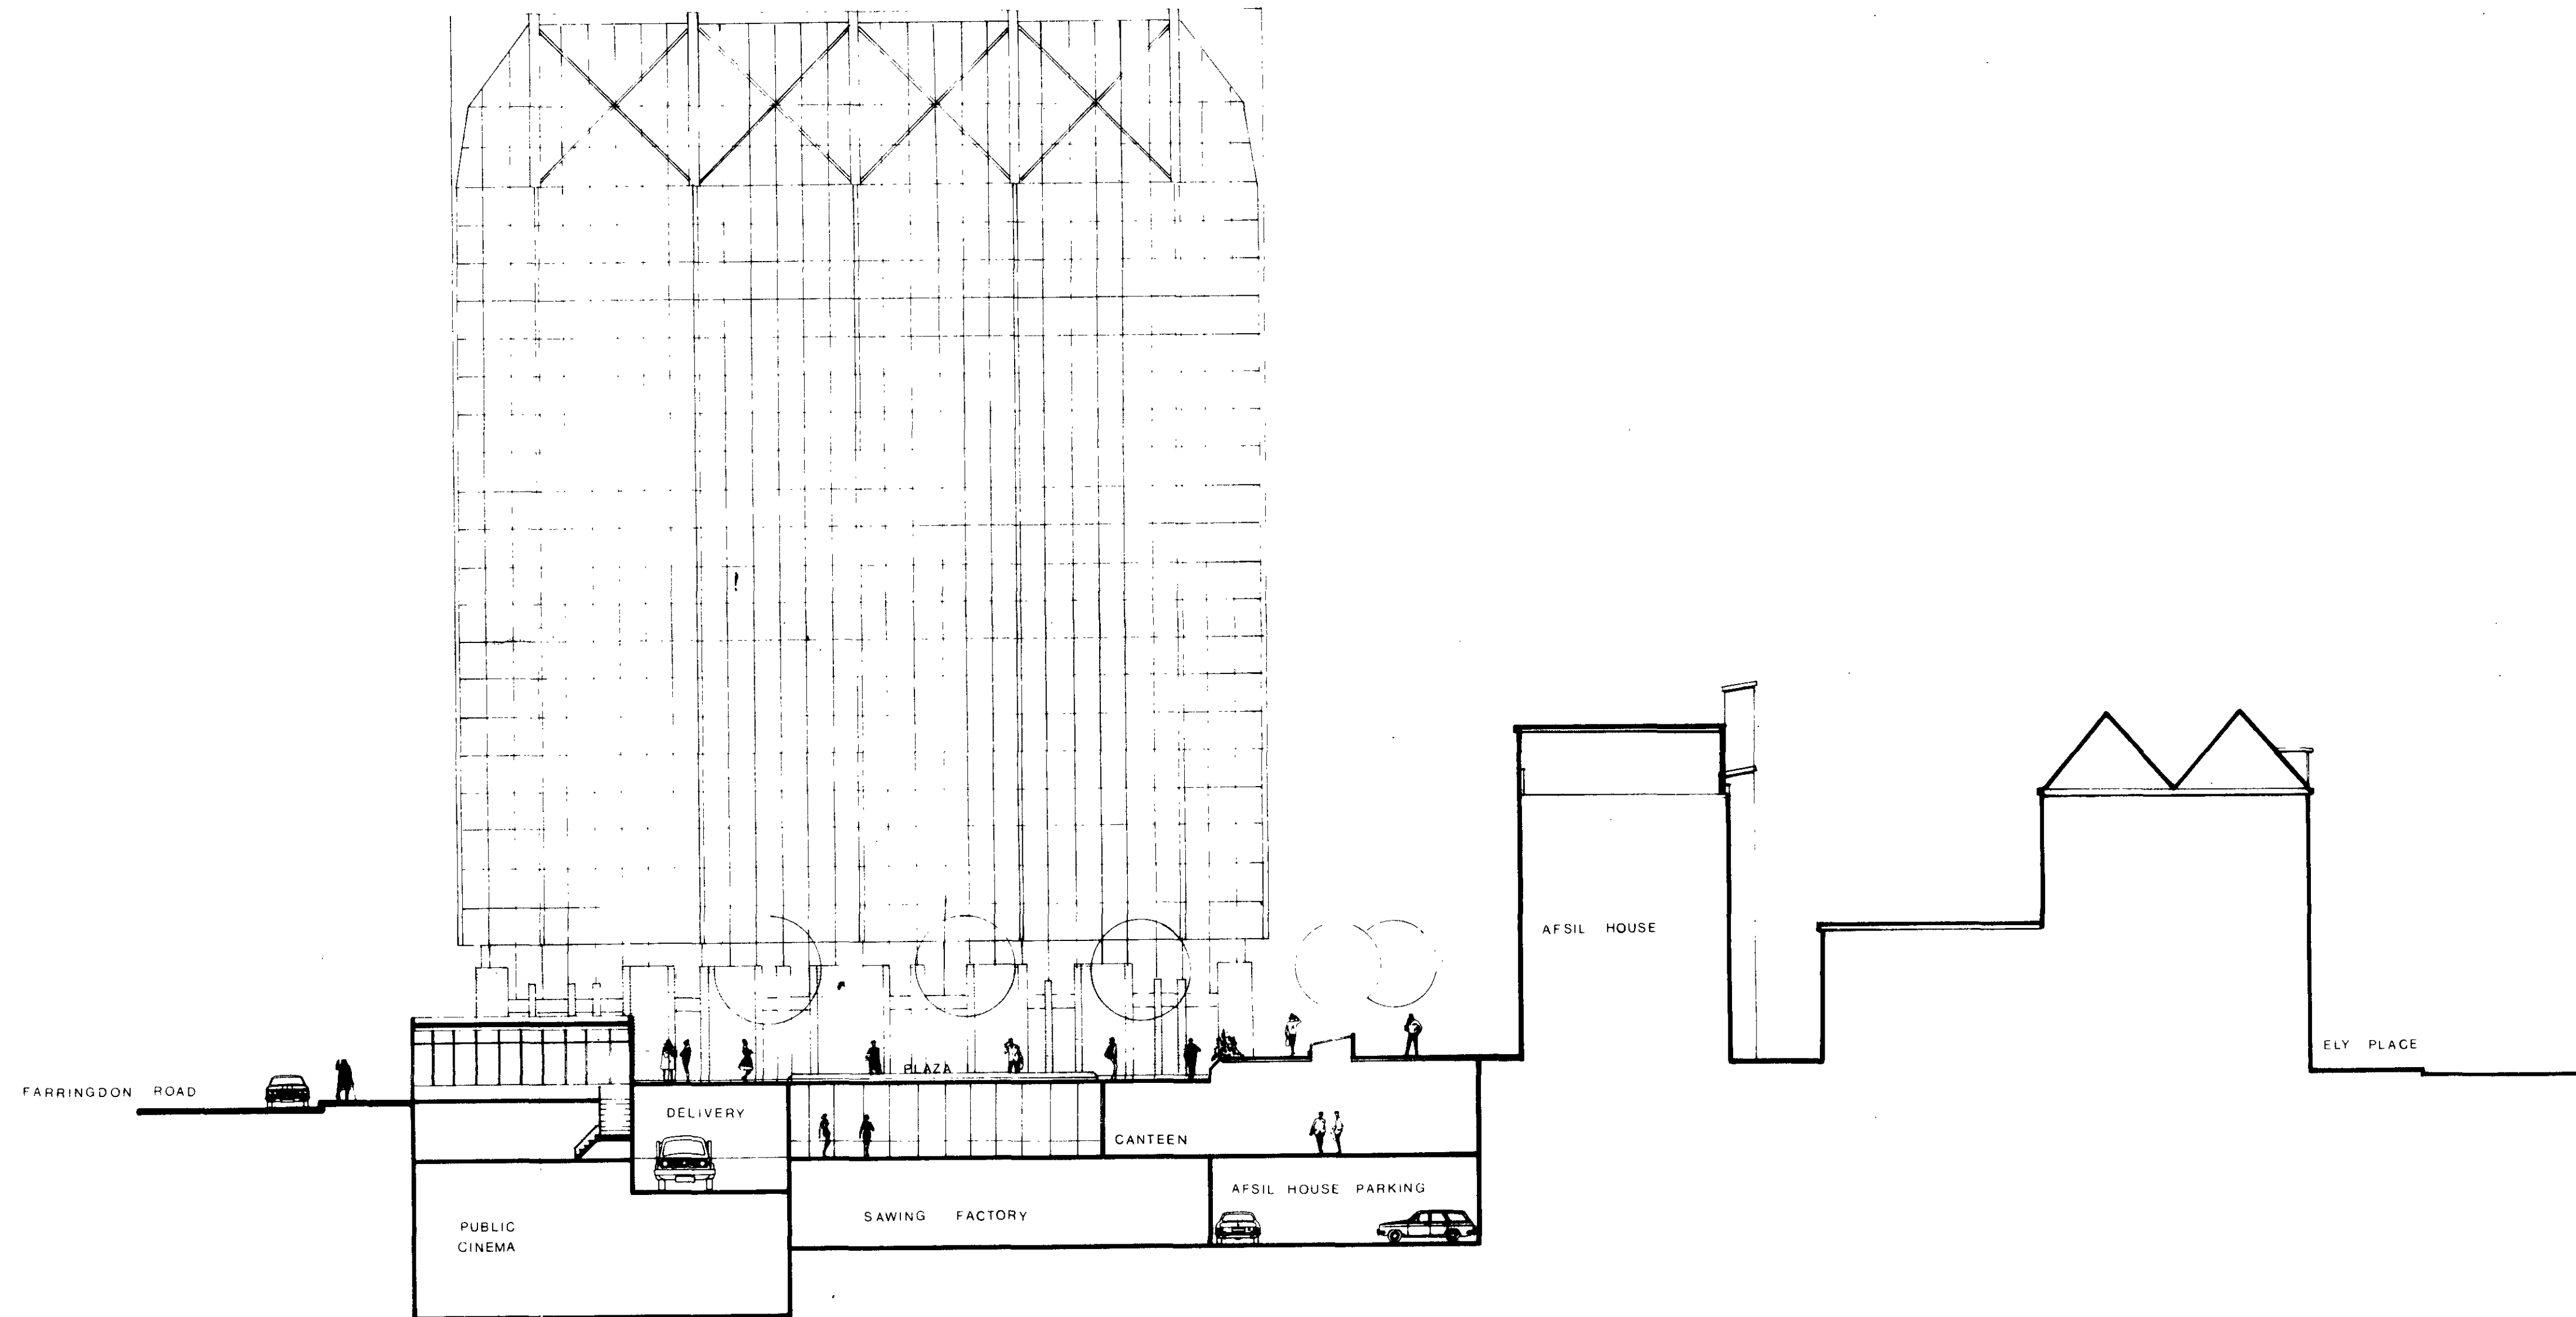 AFSIL HOUSE
ELY PLACE
PLAZA
FARRINGDON ROAD
DELIVERY
CANTEEN
AFSIL HOUSE PARKING
SAWING FACTORY
PUBLIC
CINEMA